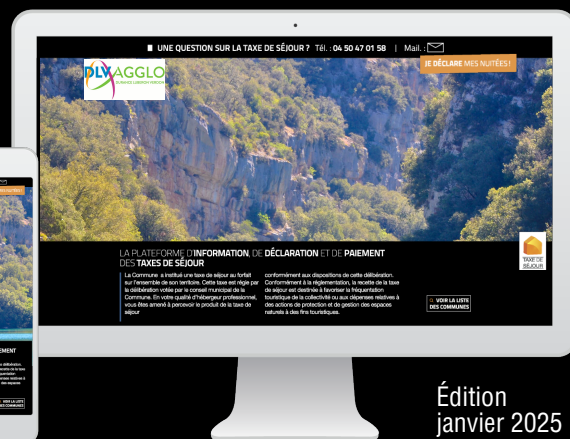 UNE QUESTION SUR LA TAXE DE SÉJOUR ? Tél. : 04 50 47 01 58 | Mail. :
JE DÉCLARE MES NUITÉES !
DLVAGGLO
LA PLATEFORME D'INFORMATION, DE DÉCLARATION ET DE PAIEMENT
DES TAXES DE SÉJOUR
La Commune a institué une taxe de séjour au forfait
sur l'ensemble de son territoire. Cette taxe est régie par
la délibération votée par le conseil municipal de la
Commune. En votre qualité d'hébergeur professionnel,
vous êtes amené à percevoir le produit de la taxe de
séjour
conformément aux dispositions de cette délibération.
Conformément à la réglementation, la recette de la taxe
de séjour est destinée à favoriser la fréquentation
touristique de la collectivité ou aux dépenses relatives à
des actions de protection et de gestion des espaces
naturels à des fins touristiques.
TAXE DE
SÉJOUR
VOIR LA LISTE
DES COMMUNES
EMENT
VOIR LA LISTE
DES COMMUNES
Édition
janvier 2025